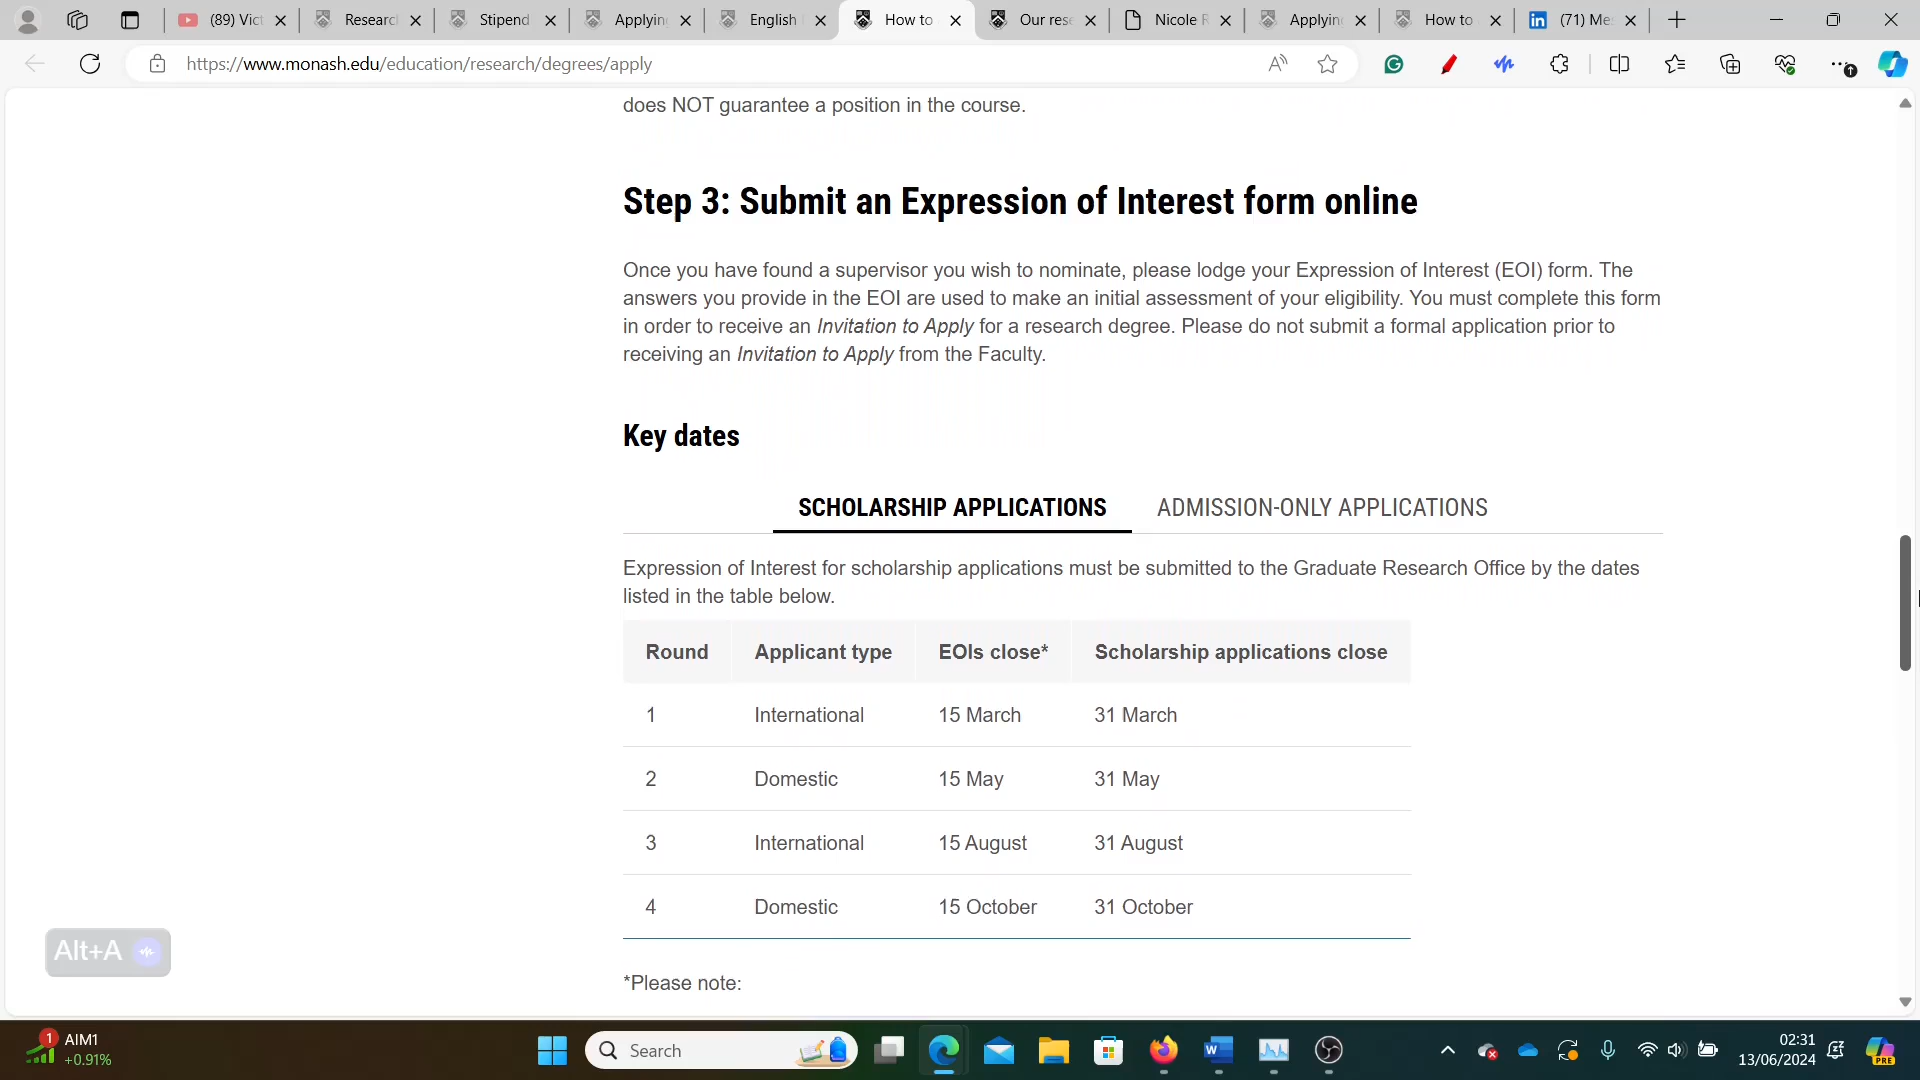 (89) Vict
Research
Stipend
Applying
English
How to
Our rese
Nicole R
Applying
How to
(71) Me
https://www.monash.edu/education/research/degrees/apply
does NOT guarantee a position in the course.
Step 3: Submit an Expression of Interest form online
Once you have found a supervisor you wish to nominate, please lodge your Expression of Interest (EOI) form. The
answers you provide in the EOI are used to make an initial assessment of your eligibility. You must complete this form
in order to receive an Invitation to Apply for a research degree. Please do not submit a formal application prior to
receiving an Invitation to Apply from the Faculty.
Key dates
SCHOLARSHIP APPLICATIONS ADMISSION-ONLY APPLICATIONS
Expression of Interest for scholarship applications must be submitted to the Graduate Research Office by the dates
listed in the table below.
Round Applicant type EOIs close* Scholarship applications close
1 International 15 March 31 March
2 Domestic 15 May 31 May
3 International 15 August 31 August
4 Domestic 15 October 31 October
*Please note:
Alt+A
1 AIM1
+0.91%
Search
02:31
13/06/2024
PRE